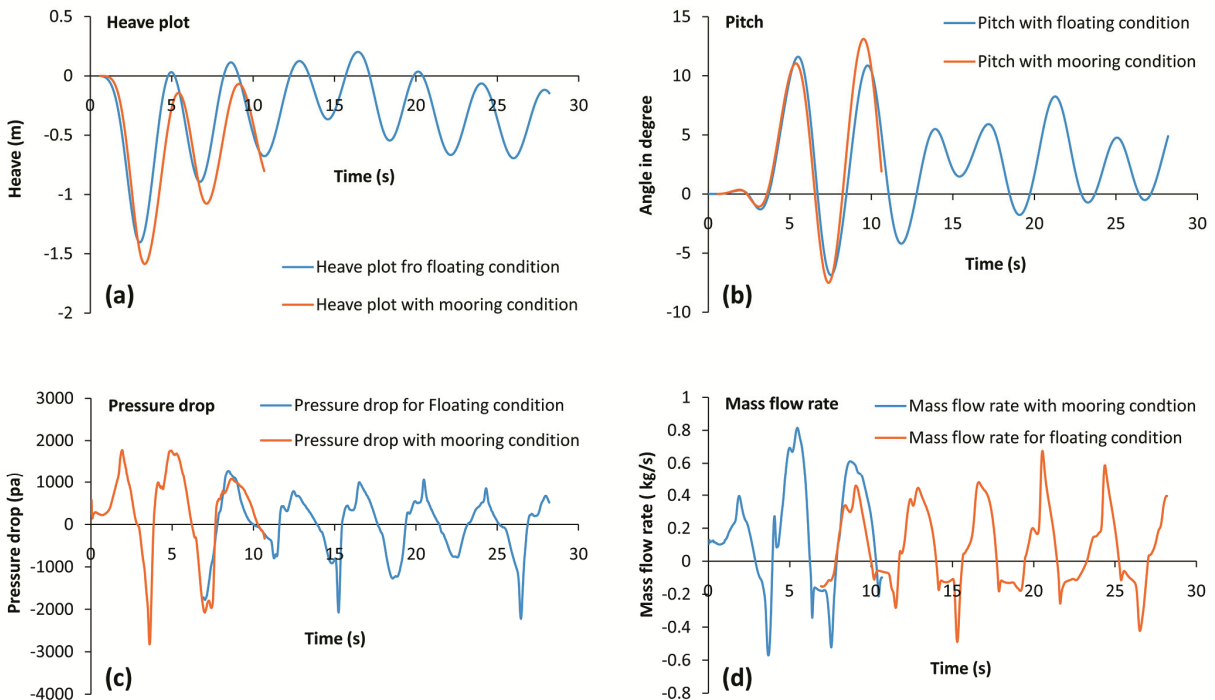 Heave plot
0.5
0
-0.5
-1
-1.5
-2
0 5 10 15 20 25 30
Heave (m)
Time (s)
Heave plot fro floating condition
Heave plot with mooring condition
(a)
Pitch
15
10
5
0
-5
-10
0 5 10 15 20 25 30
Angle in degree
Time (s)
Pitch with floating condition
Pitch with mooring condition
(b)
Pressure drop
3000
2000
1000
0
-1000
-2000
-3000
-4000
0 5 10 15 20 25 30
Pressure drop (pa)
Time (s)
Pressure drop for Floating condition
Pressure drop with mooring condition
(c)
Mass flow rate
1
0.8
0.6
0.4
0.2
0
-0.2
-0.4
-0.6
-0.8
0 5 10 15 20 25 30
Mass flow rate ( kg/s)
Time (s)
Mass flow rate with mooring condtion
Mass flow rate for floating condition
(d)